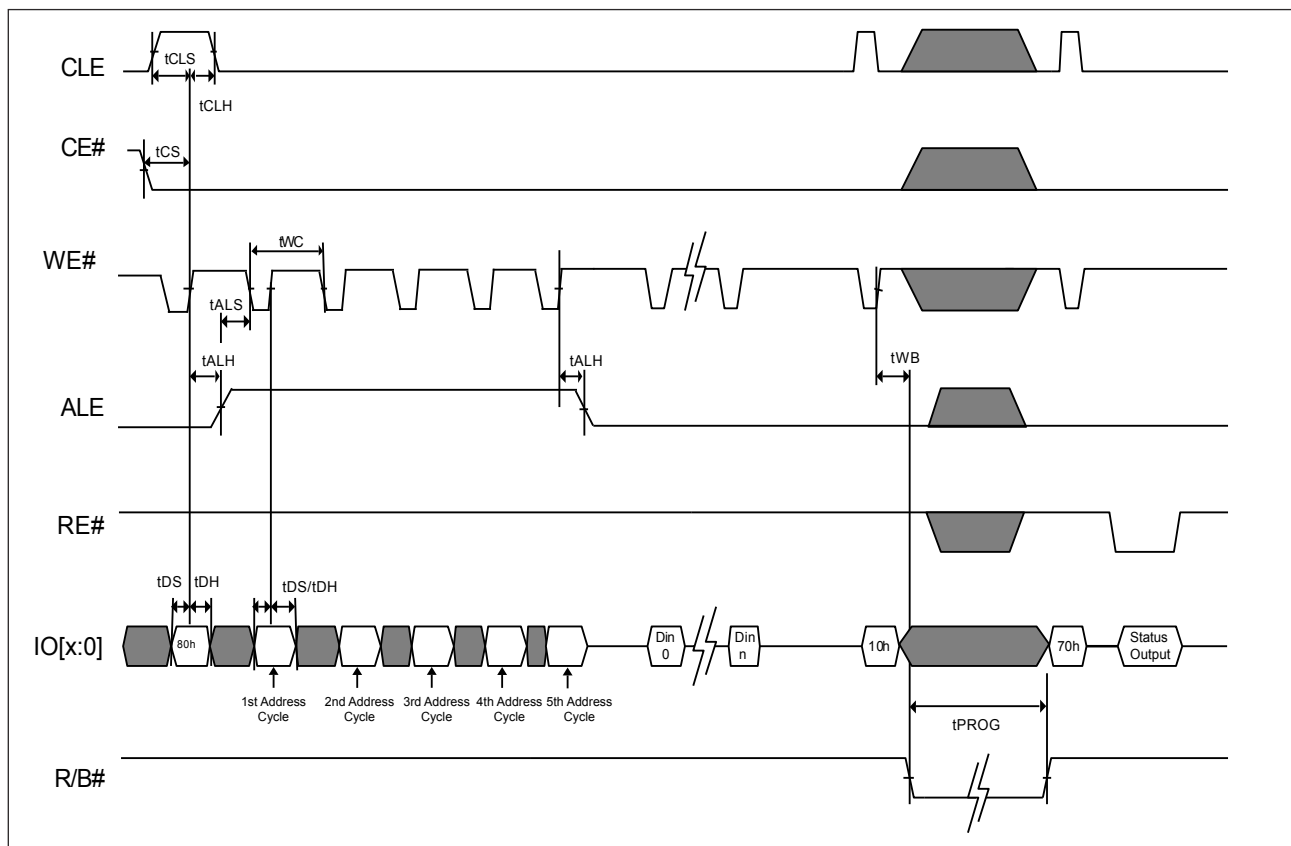 CLE
tCLS
tCLH
CE#
tCS
WE#
tWC
tALS
tALH
tALH
tWB
ALE
RE#
tDS
tDH
tDS/tDH
IO[x:0]
80h
Din
0
Din
n
10h
70h
Status
Output
1st Address
Cycle
2nd Address
Cycle
3rd Address
Cycle
4th Address
Cycle
5th Address
Cycle
tPROG
R/B#